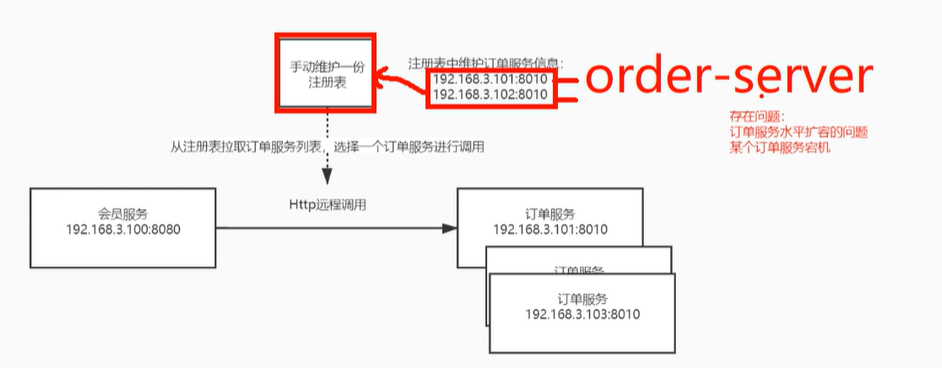 手动维护一份
注册表
注册表中维护订单服务信息:
192.168.3.101:8010
192.168.3.102:8010
order-server
存在问题:
订单服务水平扩容的问题
某个订单服务宕机
从注册表拉取订单服务列表，选择一个订单服务进行调用
Http远程调用
会员服务
192.168.3.100:8080
订单服务
192.168.3.101:8010
订单服务
订单服务
192.168.3.103:8010